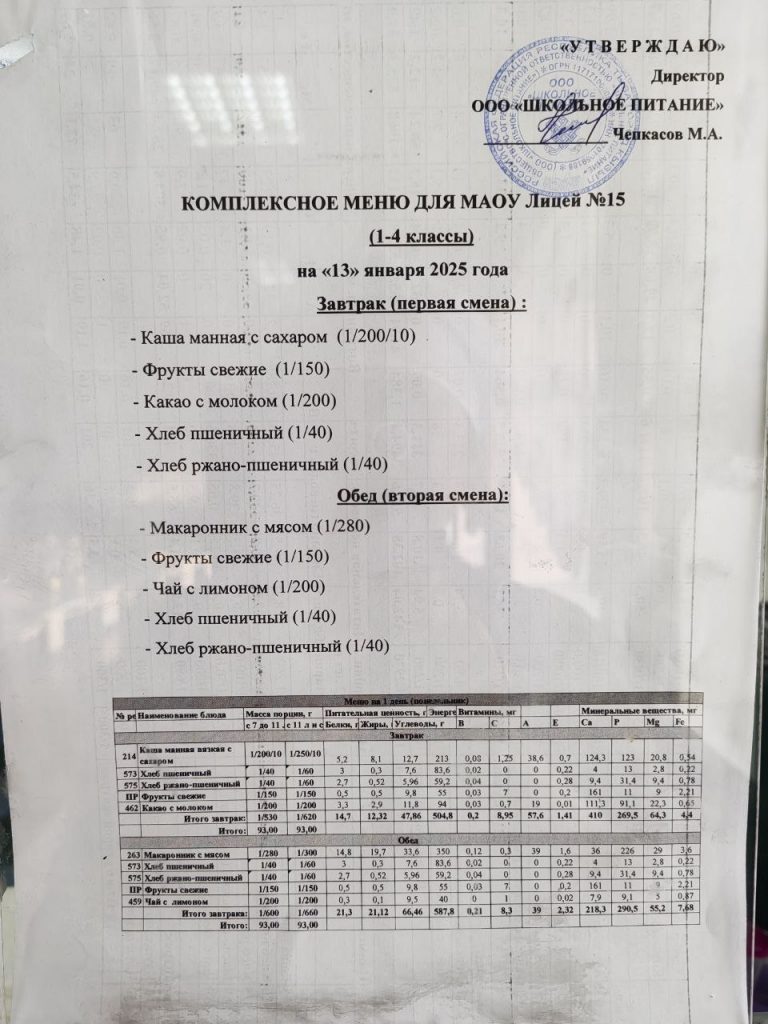 «У Т В Е Р Ж Д А Ю»
Директор
ООО «ШКОЛЬНОЕ ПИТАНИЕ»
Чепкасов М.А.
ООО
«ШКОЛЬНОЕ
КОМПЛЕКСНОЕ МЕНЮ ДЛЯ МАОУ Лицей №15
(1-4 классы)
на «13» января 2025 года
Завтрак (первая смена) :
- Каша манная с сахаром (1/200/10)
- Фрукты свежие (1/150)
- Какао с молоком (1/200)
- Хлеб пшеничный (1/40)
- Хлеб ржано-пшеничный (1/40)
Обед (вторая смена):
- Макаронник с мясом (1/280)
- Фрукты свежие (1/150)
- Чай с лимоном (1/200)
- Хлеб пшеничный (1/40)
- Хлеб ржано-пшеничный (1/40)
Меню на 1 день (понедельник)
№ ре Наименование блюда Масса порции, г Питательная ценность, г Энерге Витамины, мг Минеральные вещества, мг
с 7 до 11 с 11 л и с Белки, г Жиры, г Углеводы, г B C A E Ca P Mg Fe
Завтрак
214 Каша манная вязкая с сахаром 1/200/10 1/250/10 5,2 8,1 12,7 213 0,08 1,25 38,6 0,7 124,3 123 20,8 0,54
573 Хлеб пшеничный 1/40 1/60 3 0,3 7,6 83,6 0,02 0 0 0,22 4 13 2,8 0,22
575 Хлеб ржано-пшеничный 1/40 1/60 2,7 0,52 5,96 59,2 0,04 0 0 0,28 9,4 31,4 9,4 0,78
ПР Фрукты свежие 1/150 1/150 0,5 0,5 9,8 55 0,03 7 0 0,2 161 11 9 2,21
462 Какао с молоком 1/200 1/200 3,3 2,9 11,8 94 0,03 0,7 19 0,01 111,3 91,1 22,3 0,65
Итого завтрак: 1/530 1/620 14,7 12,32 47,86 504,8 0,2 8,95 57,6 1,41 410 269,5 64,3 4,4
Итого: 93,00 93,00
Обед
263 Макаронник с мясом 1/280 1/300 14,8 19,7 33,6 350 0,12 0,3 39 1,6 36 226 29 3,6
573 Хлеб пшеничный 1/40 1/60 3 0,3 7,6 83,6 0,02 0 0 0,22 4 13 2,8 0,22
575 Хлеб ржано-пшеничный 1/40 1/60 2,7 0,52 5,96 59,2 0,04 0 0 0,28 9,4 31,4 9,4 0,78
ПР Фрукты свежие 1/150 1/150 0,5 0,5 9,8 55 0,03 7 0 0,2 161 11 9 2,21
459 Чай с лимоном 1/200 1/200 0,3 0,1 9,5 40 0 1 0 0,02 7,9 9,1 5 0,87
Итого завтрака: 1/600 1/660 21,3 21,12 66,46 587,8 0,21 8,3 39 2,32 218,3 290,5 55,2 7,68
Итого: 93,00 93,00